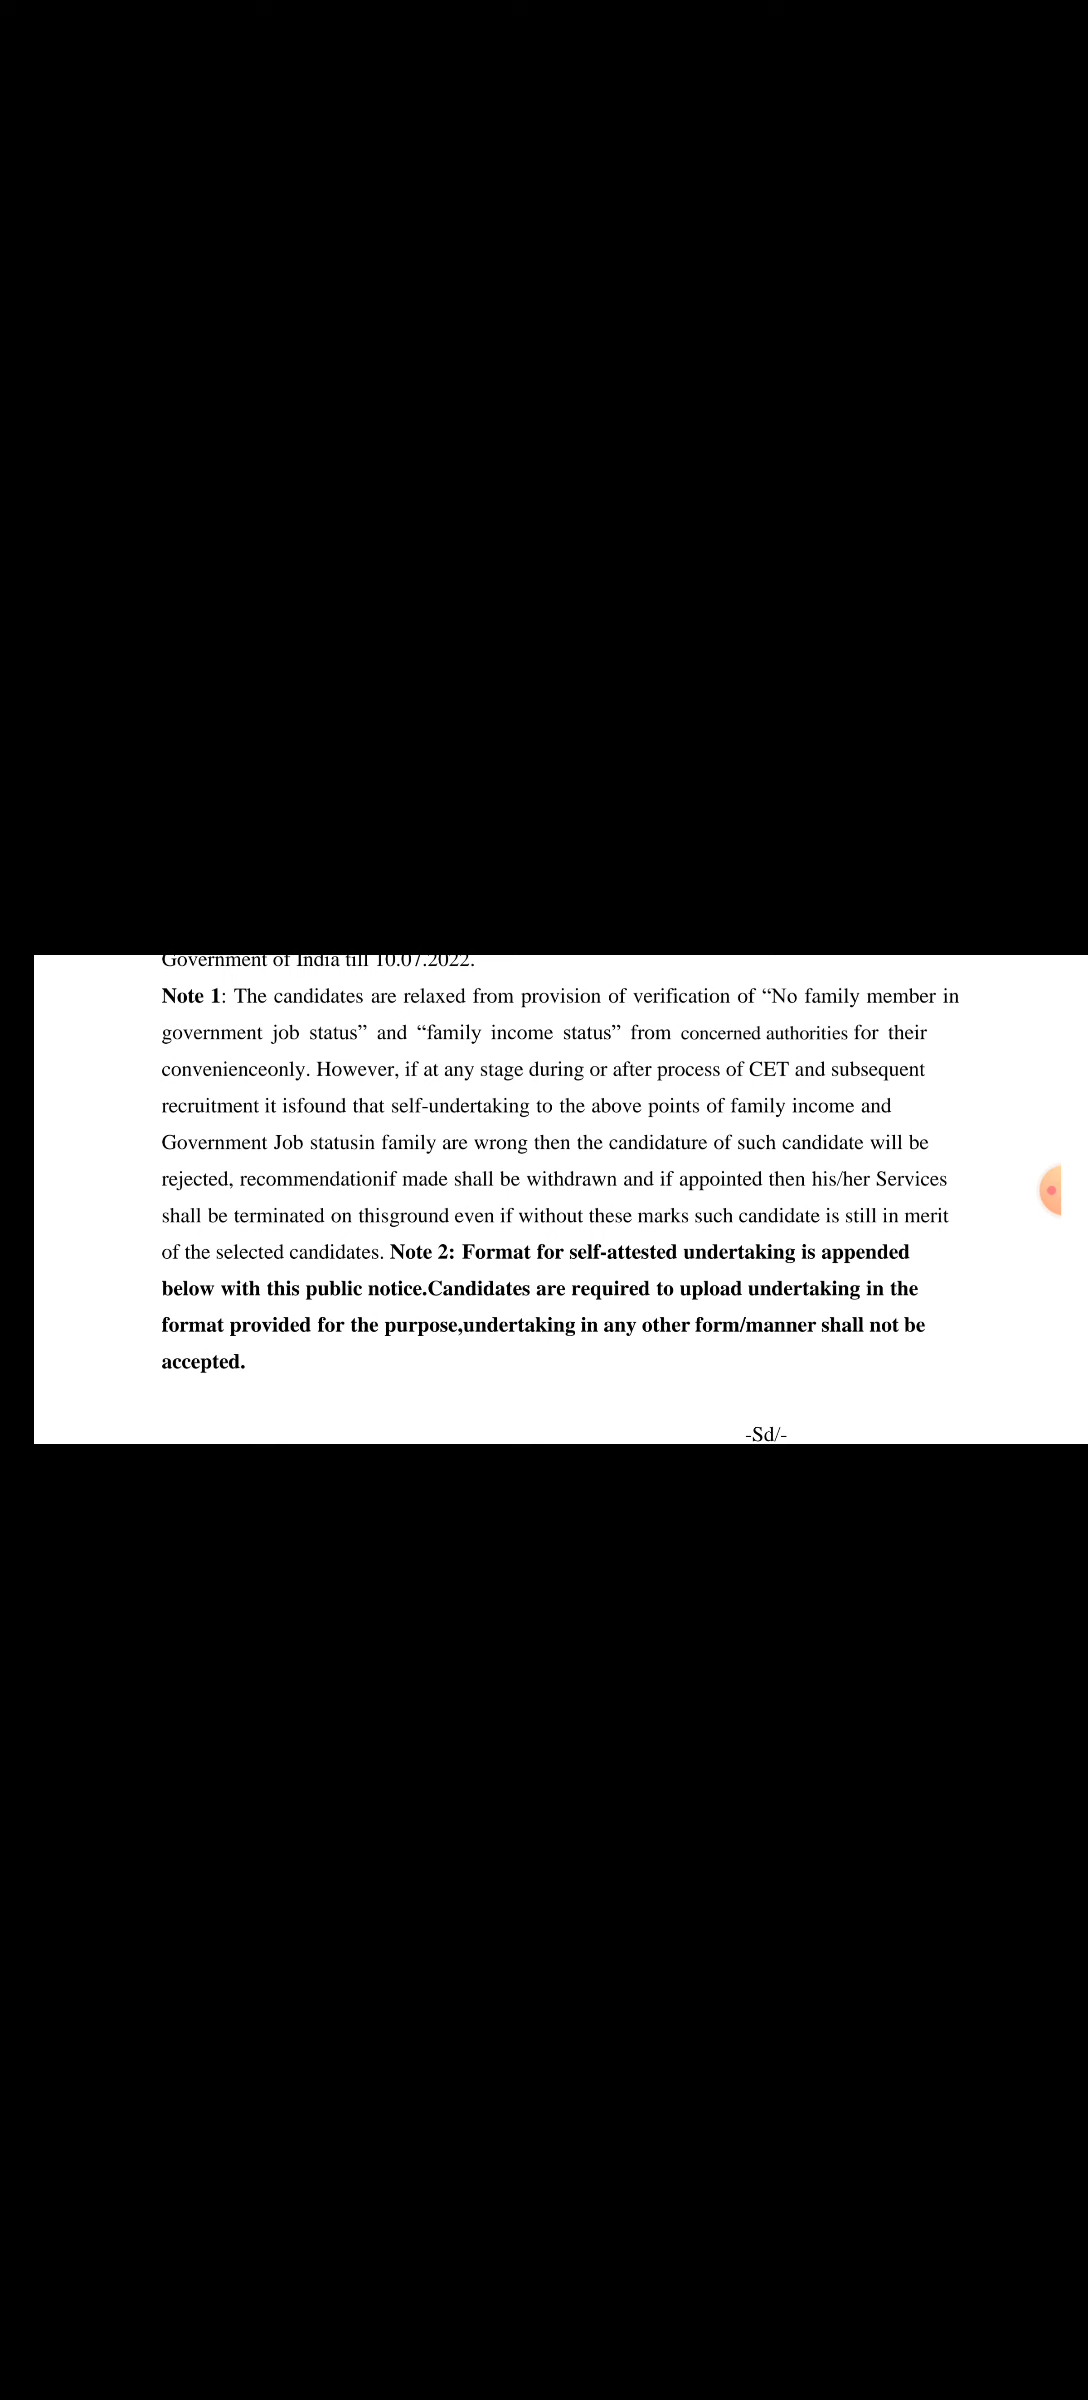 Government of India till 10.07.2022.
Note 1: The candidates are relaxed from provision of verification of “No family member in
government job status” and “family income status” from concerned authorities for their
convenienceonly. However, if at any stage during or after process of CET and subsequent
recruitment it isfound that self-undertaking to the above points of family income and
Government Job statusin family are wrong then the candidature of such candidate will be
rejected, recommendationif made shall be withdrawn and if appointed then his/her Services
shall be terminated on thisground even if without these marks such candidate is still in merit
of the selected candidates. Note 2: Format for self-attested undertaking is appended
below with this public notice.Candidates are required to upload undertaking in the
format provided for the purpose,undertaking in any other form/manner shall not be
accepted.
-Sd/-